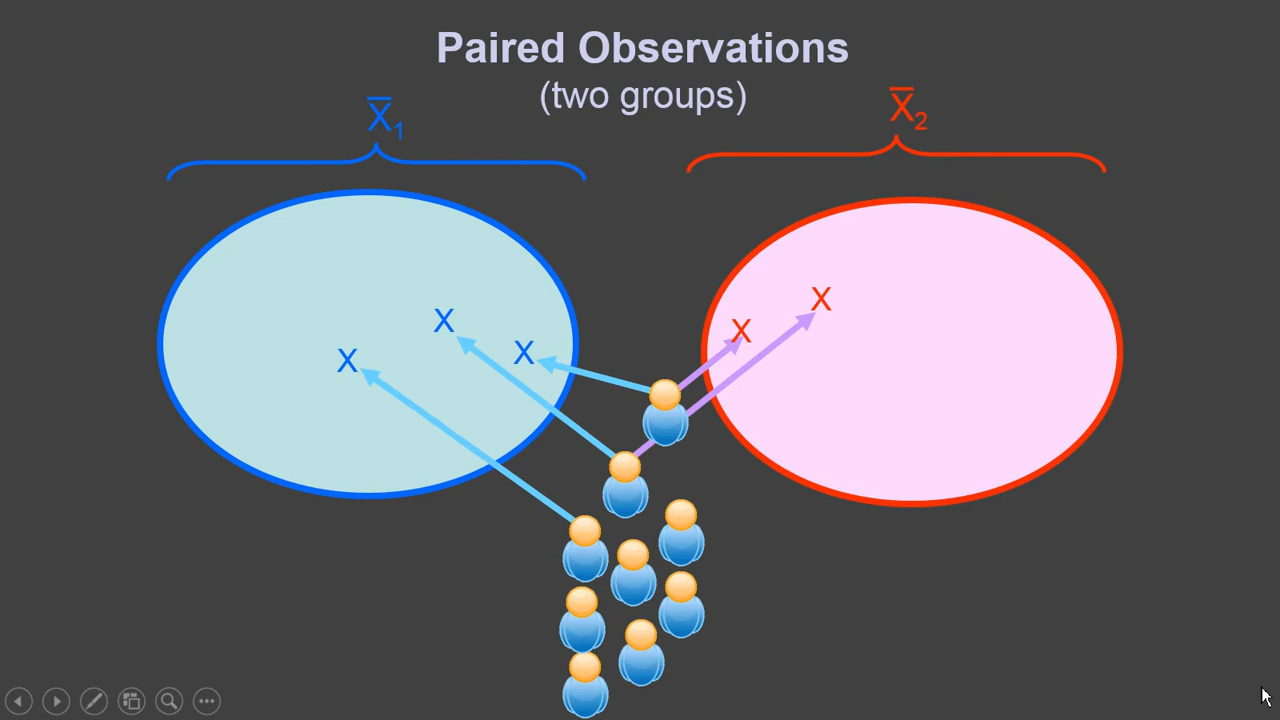 Paired Observations
(two groups)
X̅₁
X̅₂
X
X
X
X
X